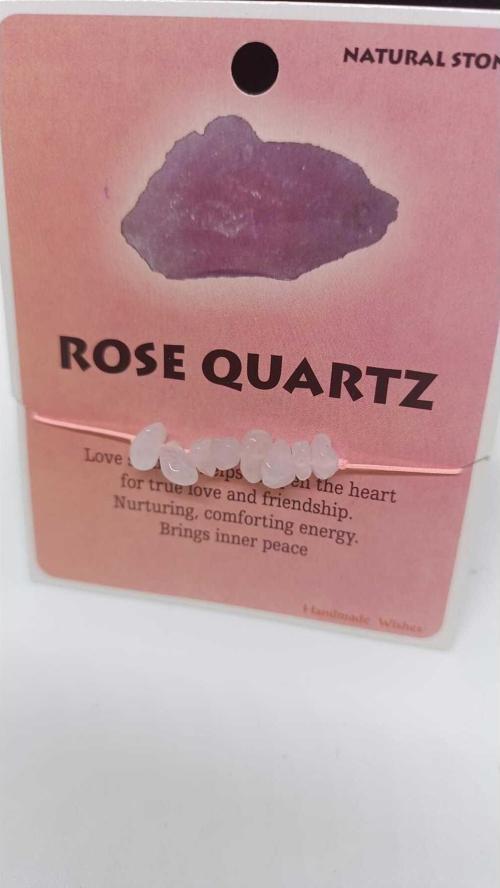 NATURAL STON
ROSE QUARTZ
Love en the heart
for true love and friendship.
Nurturing, comforting energy.
Brings inner peace
Handmade Wishes